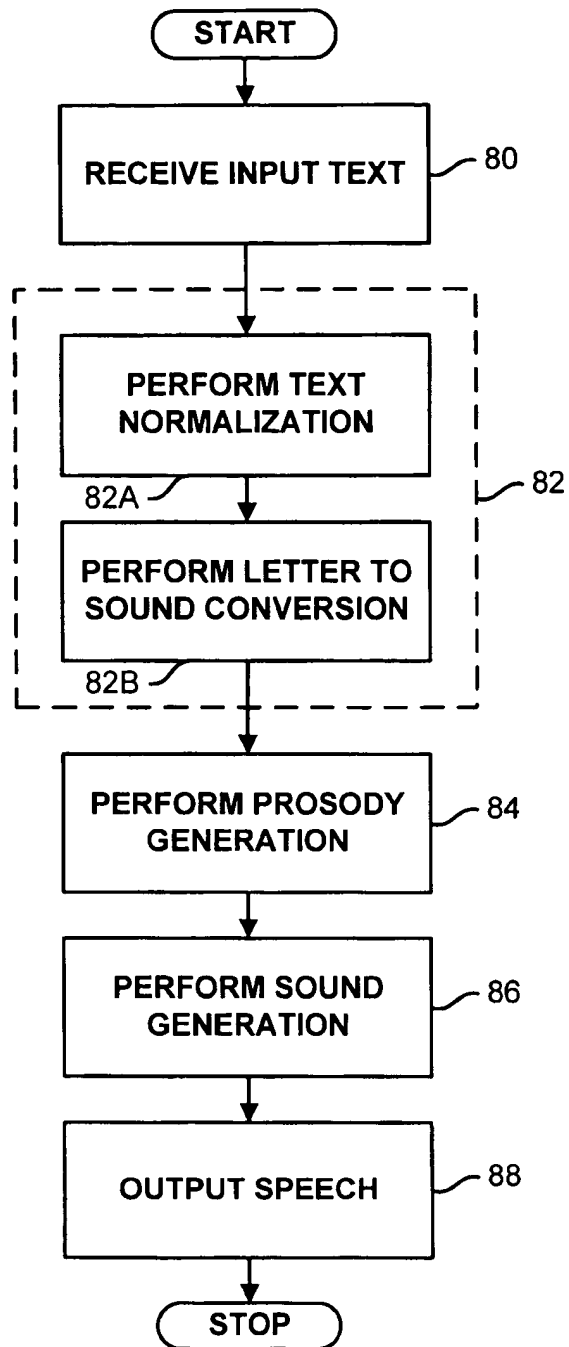 START
RECEIVE INPUT TEXT
80
PERFORM TEXT
NORMALIZATION
82A
82
PERFORM LETTER TO
SOUND CONVERSION
82B
PERFORM PROSODY
GENERATION
84
PERFORM SOUND
GENERATION
86
OUTPUT SPEECH
88
STOP